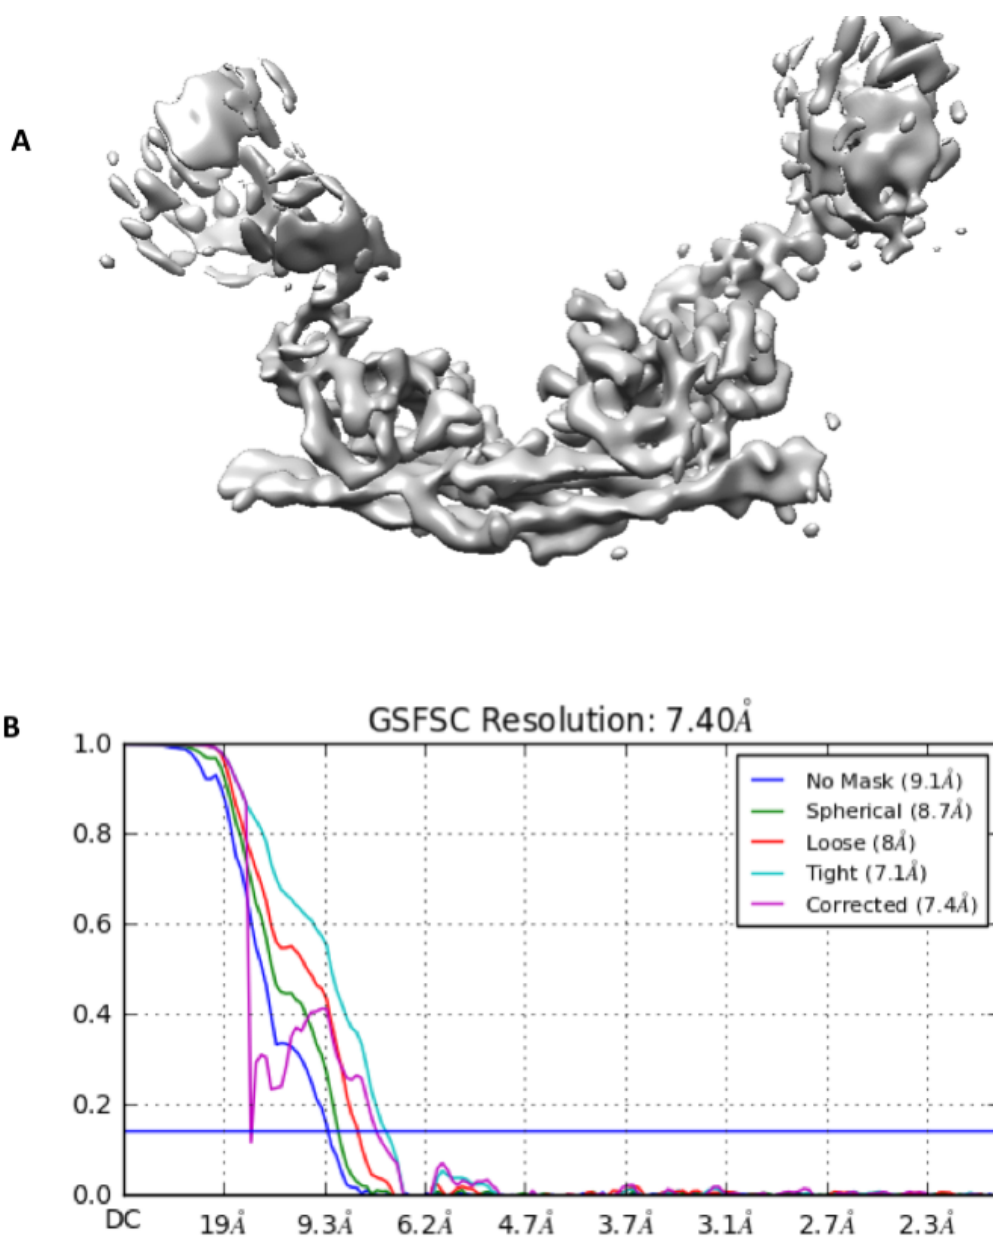 A
B
GSFSC Resolution: 7.40Å
1.0
0.8
0.6
0.4
0.2
0.0
No Mask (9.1Å)
Spherical (8.7Å)
Loose (8Å)
Tight (7.1Å)
Corrected (7.4Å)
DC 19Å 9.3Å 6.2Å 4.7Å 3.7Å 3.1Å 2.7Å 2.3Å